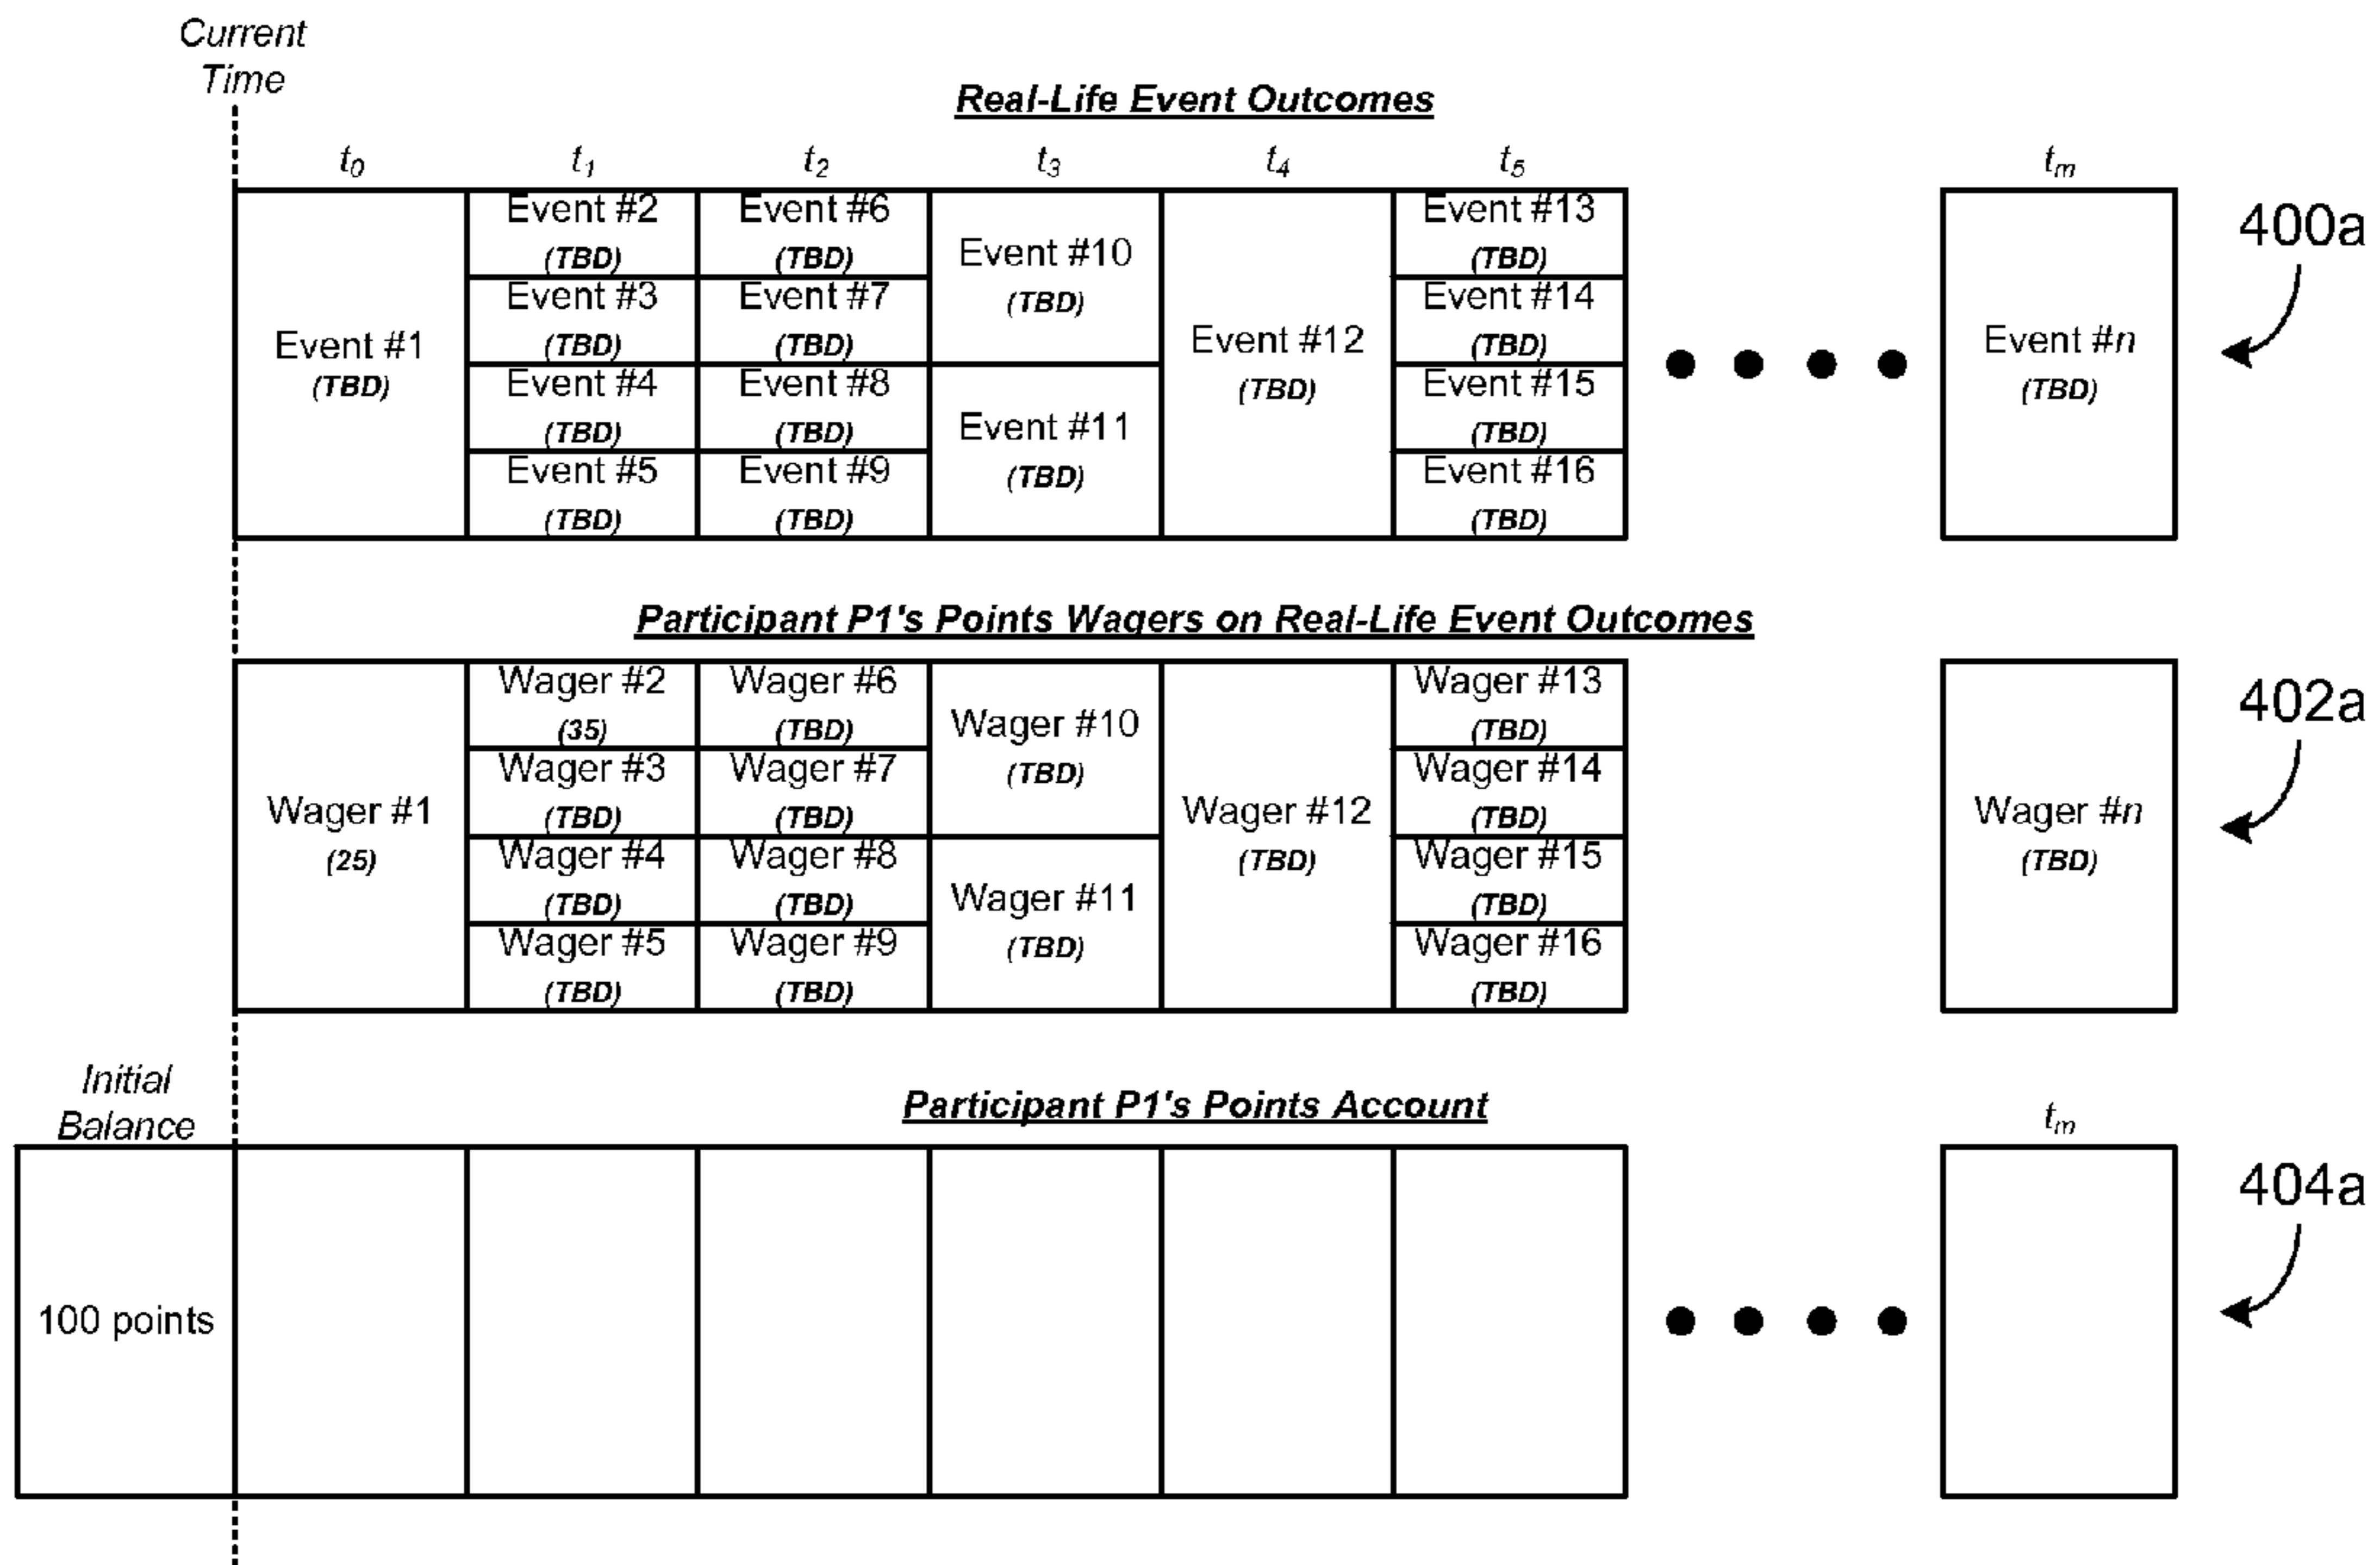 Current
Time
Real-Life Event Outcomes
t0 t1 t2 t3 t4 t5 tm
Event #1
(TBD)
Event #2
(TBD)
Event #3
(TBD)
Event #4
(TBD)
Event #5
(TBD)
Event #6
(TBD)
Event #7
(TBD)
Event #8
(TBD)
Event #9
(TBD)
Event #10
(TBD)
Event #11
(TBD)
Event #12
(TBD)
Event #13
(TBD)
Event #14
(TBD)
Event #15
(TBD)
Event #16
(TBD)
Event #n
(TBD)
400a
Participant P1's Points Wagers on Real-Life Event Outcomes
Wager #1
(25)
Wager #2
(35)
Wager #3
(TBD)
Wager #4
(TBD)
Wager #5
(TBD)
Wager #6
(TBD)
Wager #7
(TBD)
Wager #8
(TBD)
Wager #9
(TBD)
Wager #10
(TBD)
Wager #11
(TBD)
Wager #12
(TBD)
Wager #13
(TBD)
Wager #14
(TBD)
Wager #15
(TBD)
Wager #16
(TBD)
Wager #n
(TBD)
402a
Initial
Balance
Participant P1's Points Account
tm
100 points
404a